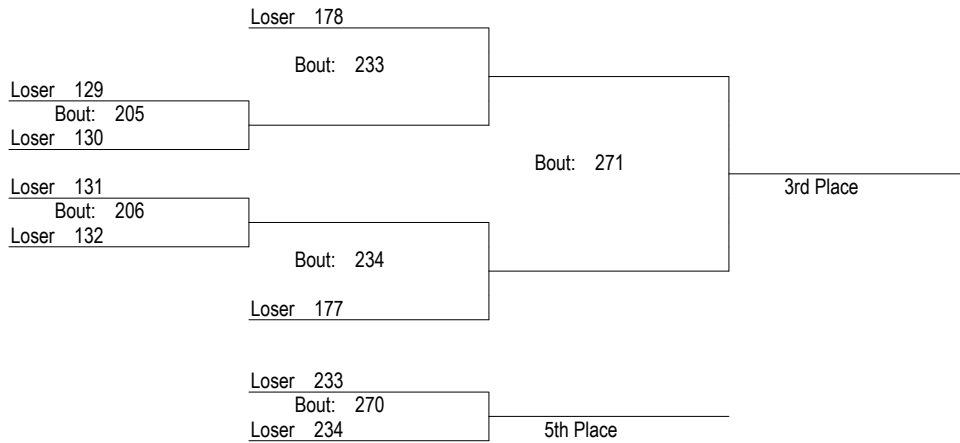 Loser 178
Bout: 233
Loser 129
Bout: 205
Loser 130
Bout: 271
Loser 131
3rd Place
Bout: 206
Loser 132
Bout: 234
Loser 177
Loser 233
Bout: 270
Loser 234
5th Place